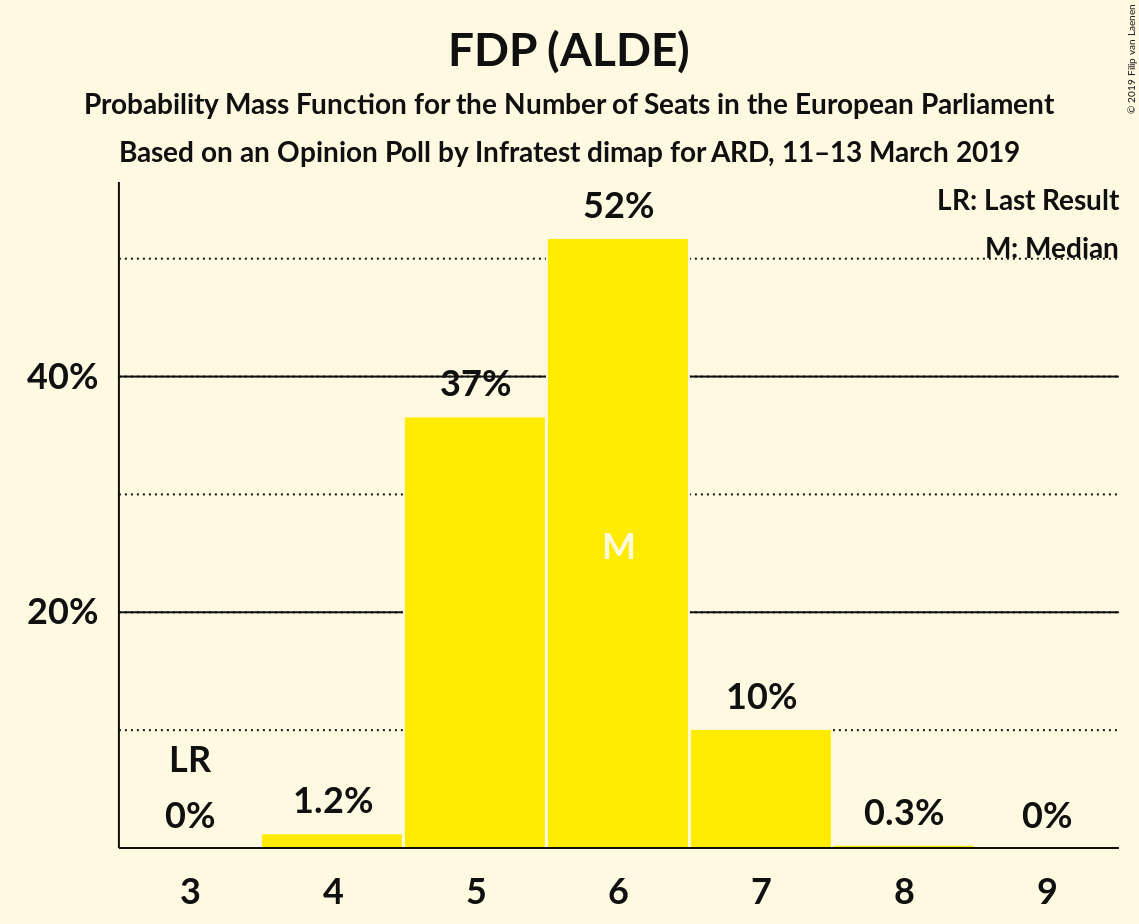 FDP (ALDE)
Probability Mass Function for the Number of Seats in the European Parliament
Based on an Opinion Poll by Infratest dimap for ARD, 11–13 March 2019
© 2019 Filip van Laenen
LR: Last Result
M: Median
52%
40%
37%
M
20%
10%
LR
0%
1.2%
0.3%
0%
3 4 5 6 7 8 9